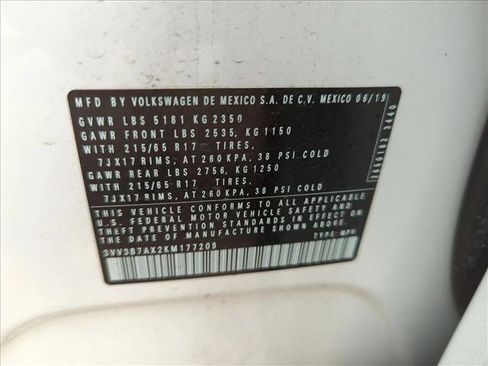 MFD BY VOLKSWAGEN DE MEXICO S.A. DE C.V. MEXICO 06/19
GVWR LBS 5181 KG 2350
GAWR FRONT LBS 2535, KG 1150
WITH 215/65 R17 TIRES,
7JX17 RIMS, AT 260 KPA, 38 PSI COLD
GAWR REAR LBS 2756, KG 1250
WITH 215/65 R17 TIRES,
7JX17 RIMS, AT 260 KPA, 38 PSI COLD
THIS VEHICLE CONFORMS TO ALL APPLICABLE
U.S. FEDERAL MOTOR VEHICLE SAFETY AND
THEFT PREVENTION STANDARDS IN EFFECT ON
THE DATE OF MANUFACTURE SHOWN ABOVE.
3VV3B7AX2KM177209 TYPE: MPV
3440